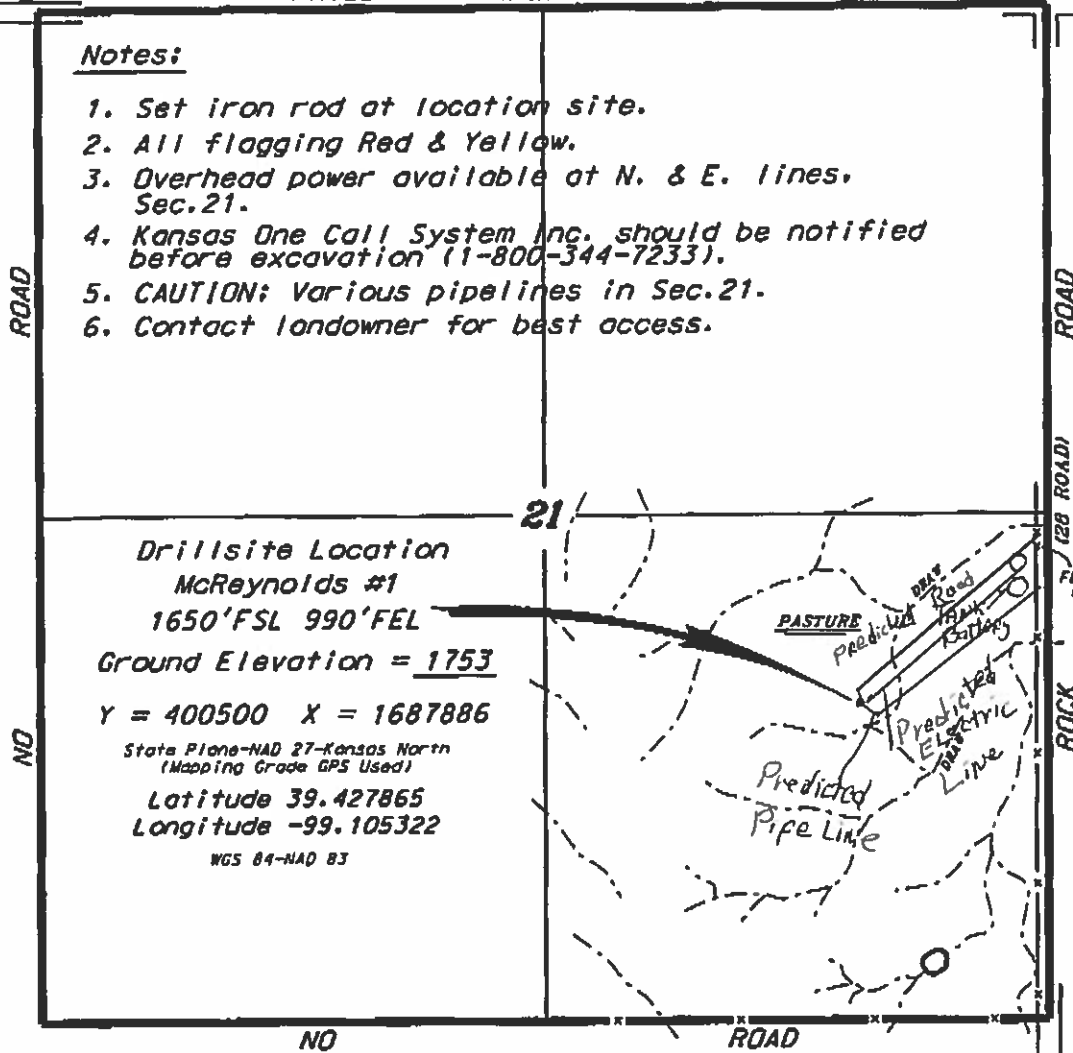 Notes:
1. Set iron rod at location site.
2. All flagging Red & Yellow.
3. Overhead power available at N. & E. lines.
Sec.21.
4. Kansas One Call System Inc. should be notified
before excavation (1-800-344-7233).
5. CAUTION: Various pipelines in Sec.21.
6. Contact landowner for best access.
ROAD
NO
ROAD
(128 ROAD)
ROCK
21
Drillsite Location
McReynolds #1
1650'FSL 990'FEL
Ground Elevation = 1753
Y = 400500 X = 1687886
State Plane-NAD 27-Kansas North
(Mapping Grade GPS Used)
Latitude 39.427865
Longitude -99.105322
WGS 84-NAD 83
PASTURE
DRAW
Predicted Road
Tank
Battery
Predicted
Electric
Line
DRAW
Predicted
Pipe Line
NO
ROAD